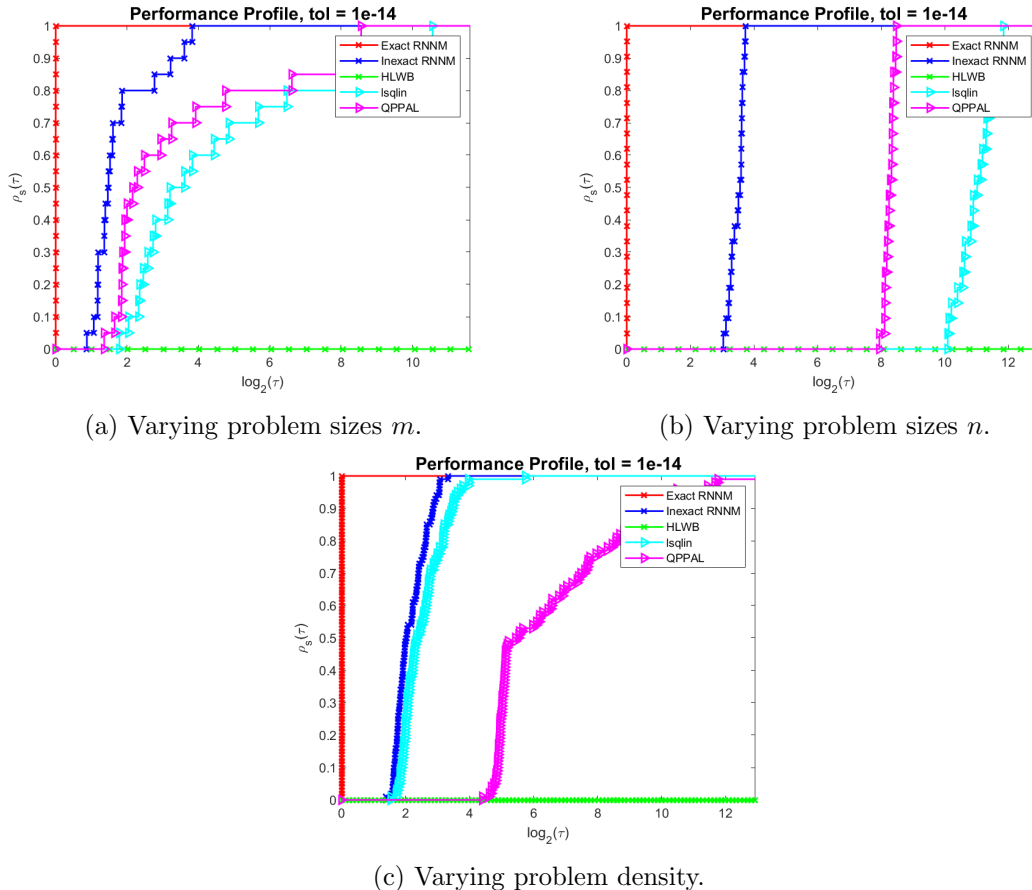 Performance Profile, tol = 1e-14
1
0.9
0.8
0.7
0.6
0.5
0.4
0.3
0.2
0.1
0
ρs(τ)
Exact RNNM
Inexact RNNM
HLWB
lsqlin
QPPAL
0 2 4 6 8 10
log2(τ)
(a) Varying problem sizes m.
Performance Profile, tol = 1e-14
1
0.9
0.8
0.7
0.6
0.5
0.4
0.3
0.2
0.1
0
ρs(τ)
Exact RNNM
Inexact RNNM
HLWB
lsqlin
QPPAL
0 2 4 6 8 10 12
log2(τ)
(b) Varying problem sizes n.
Performance Profile, tol = 1e-14
1
0.9
0.8
0.7
0.6
0.5
0.4
0.3
0.2
0.1
0
ρs(τ)
Exact RNNM
Inexact RNNM
HLWB
lsqlin
QPPAL
0 2 4 6 8 10 12
log2(τ)
(c) Varying problem density.